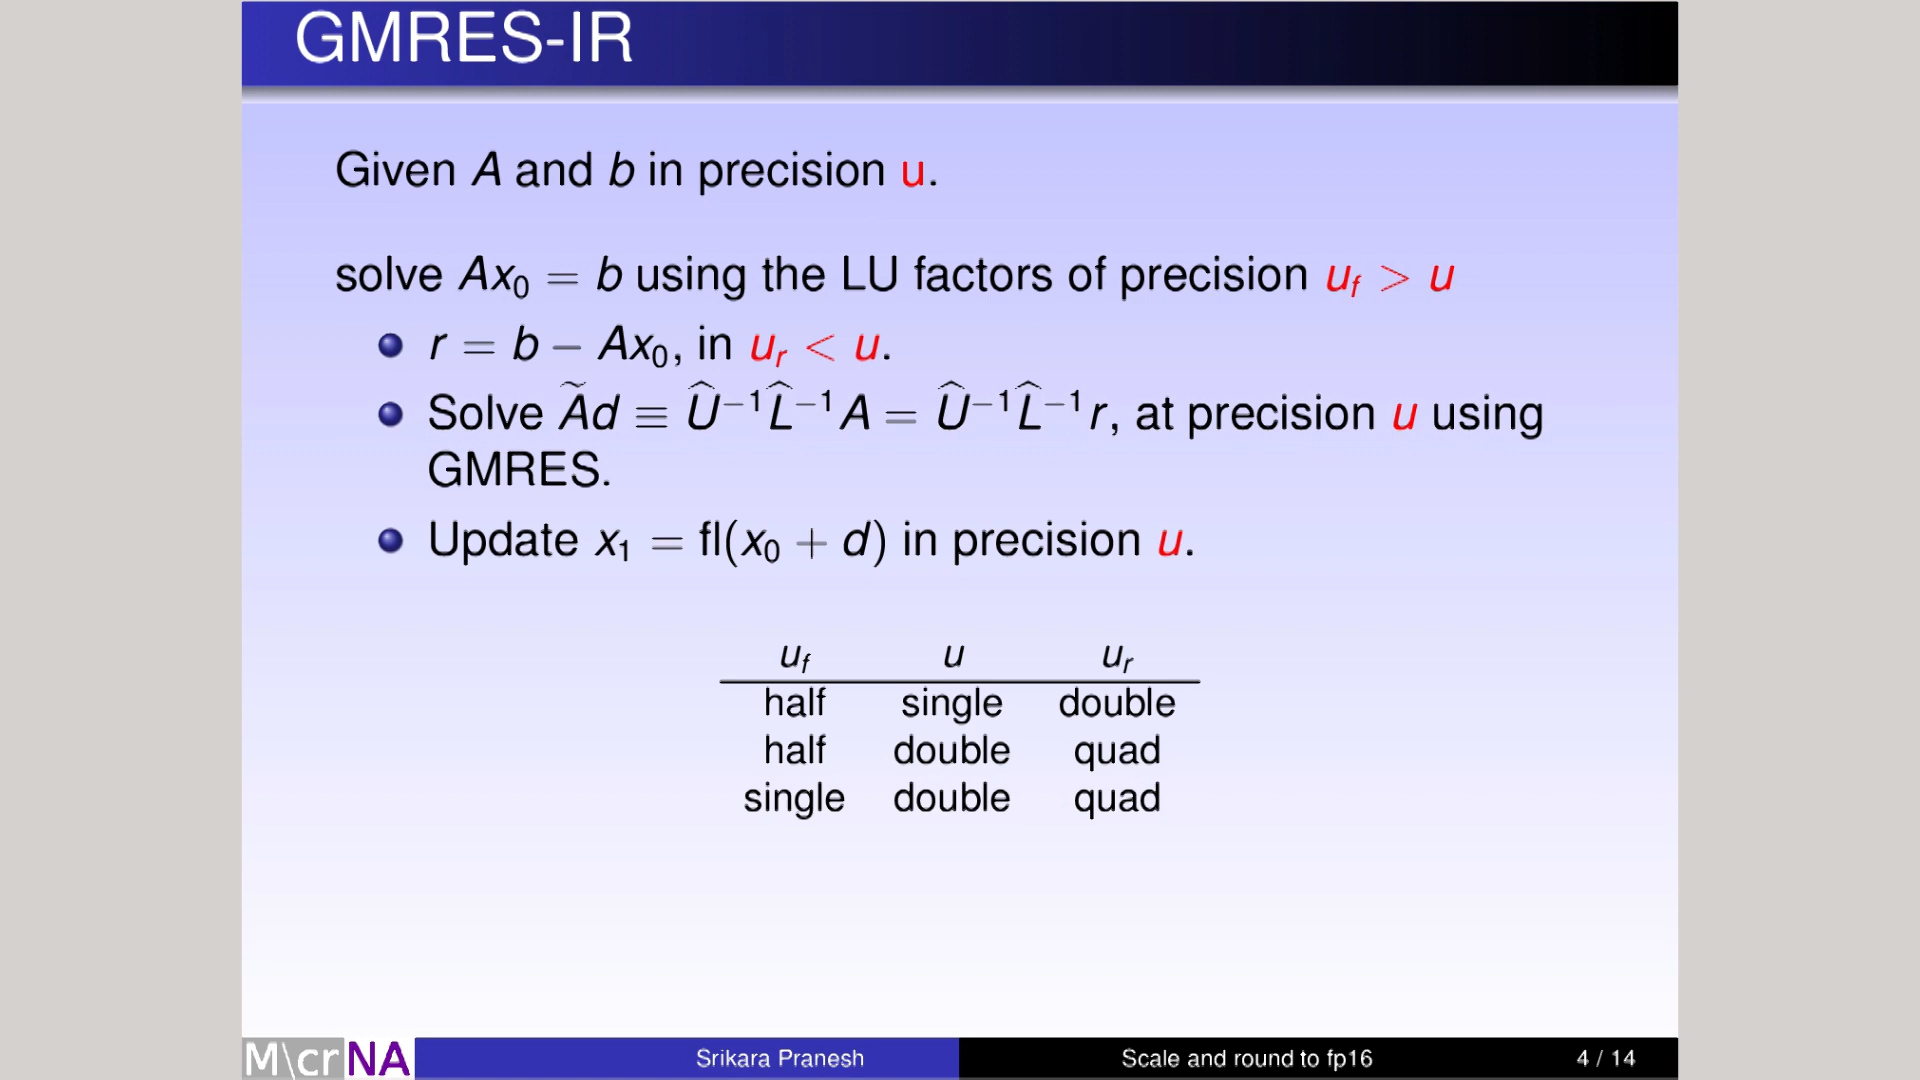 GMRES-IR
Given A and b in precision u.
solve Ax₀ = b using the LU factors of precision u_f > u
r = b − Ax₀, in u_r < u.
Solve Ãd ≡ Û⁻¹L̂⁻¹A = Û⁻¹L̂⁻¹r, at precision u using
GMRES.
Update x₁ = fl(x₀ + d) in precision u.
u_f u u_r
half single double
half double quad
single double quad
M\crNA Srikara Pranesh Scale and round to fp16 4 / 14